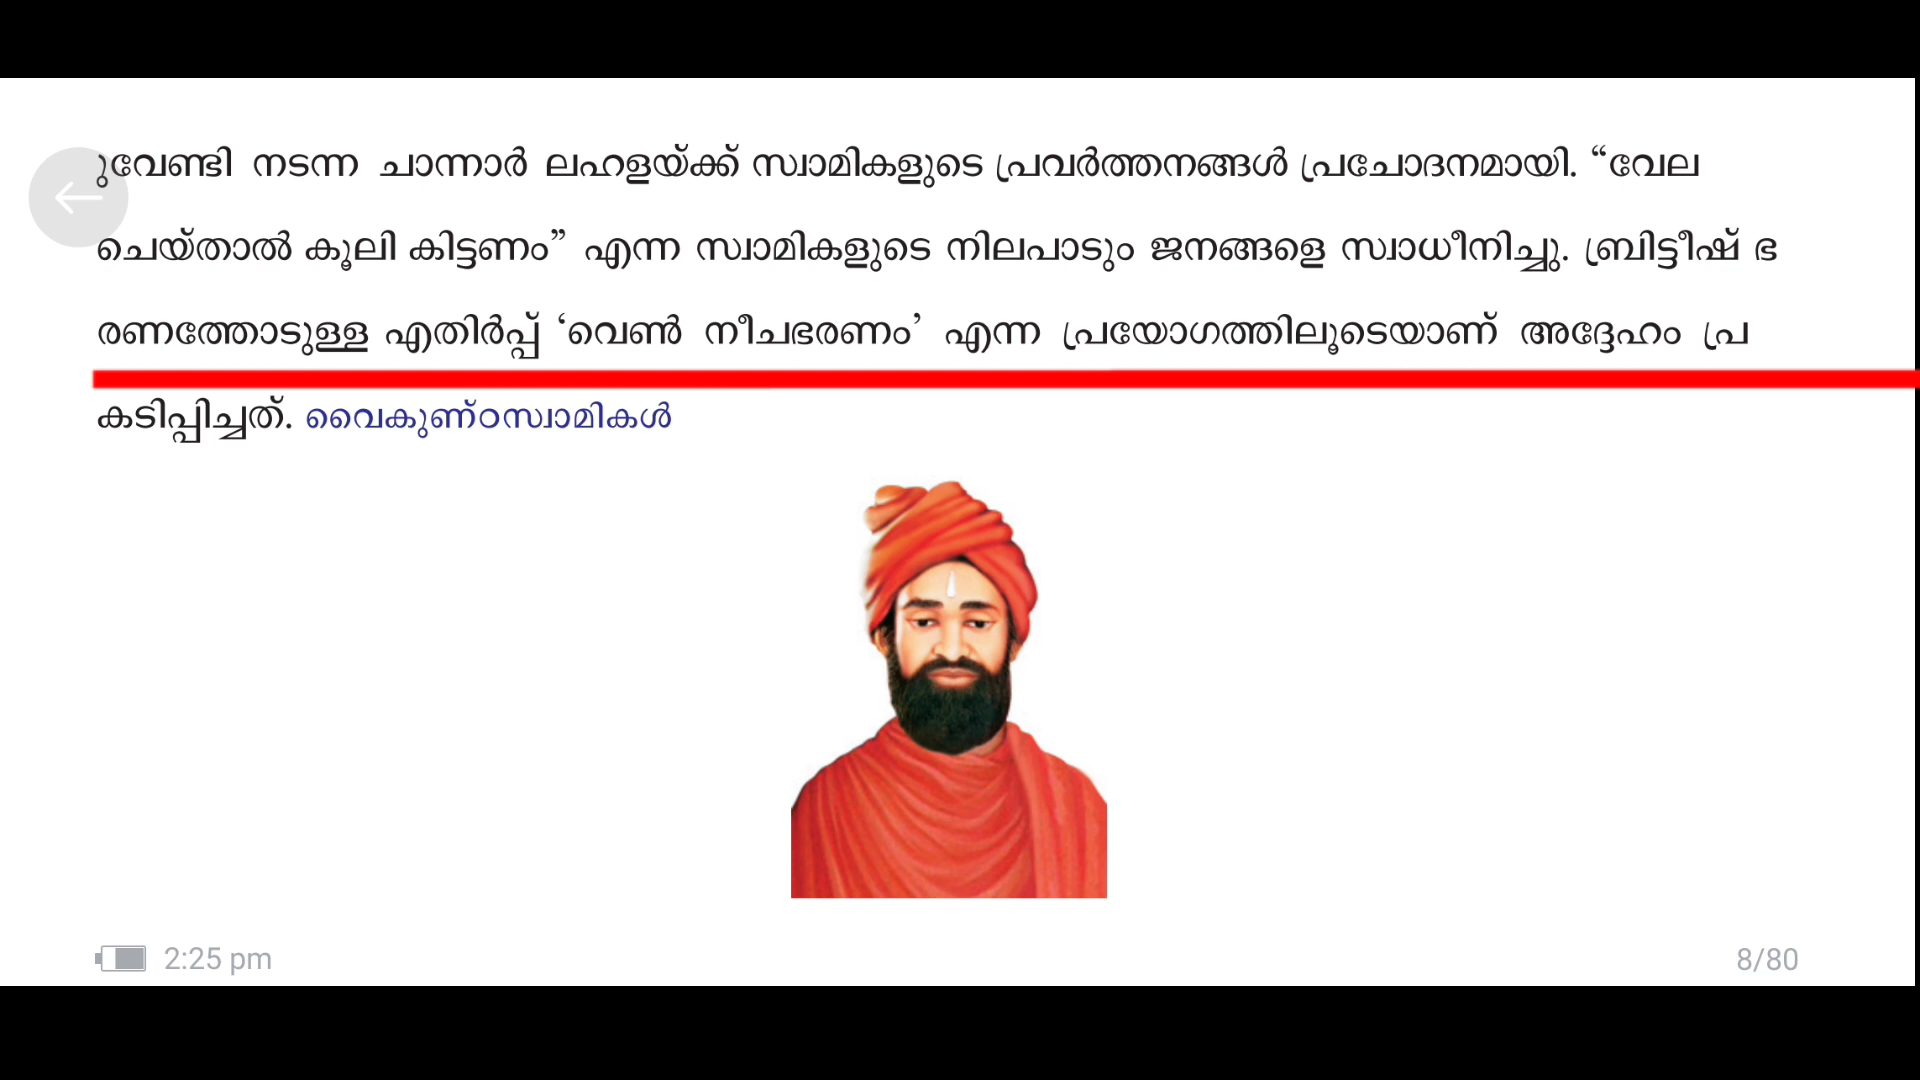 ുവേണ്ടി നടന്ന ചാന്നാർ ലഹളയ്ക്ക് സ്വാമികളുടെ പ്രവർത്തനങ്ങൾ പ്രചോദനമായി. “വേല
ചെയ്താൽ കൂലി കിട്ടണം” എന്ന സ്വാമികളുടെ നിലപാടും ജനങ്ങളെ സ്വാധീനിച്ചു. ബ്രിട്ടീഷ് ഭ
രണത്തോടുള്ള എതിർപ്പ് ‘വെൺ നീചഭരണം’ എന്ന പ്രയോഗത്തിലൂടെയാണ് അദ്ദേഹം പ്ര
കടിപ്പിച്ചത്. വൈകുണ്ഠസ്വാമികൾ
2:25 pm
8/80